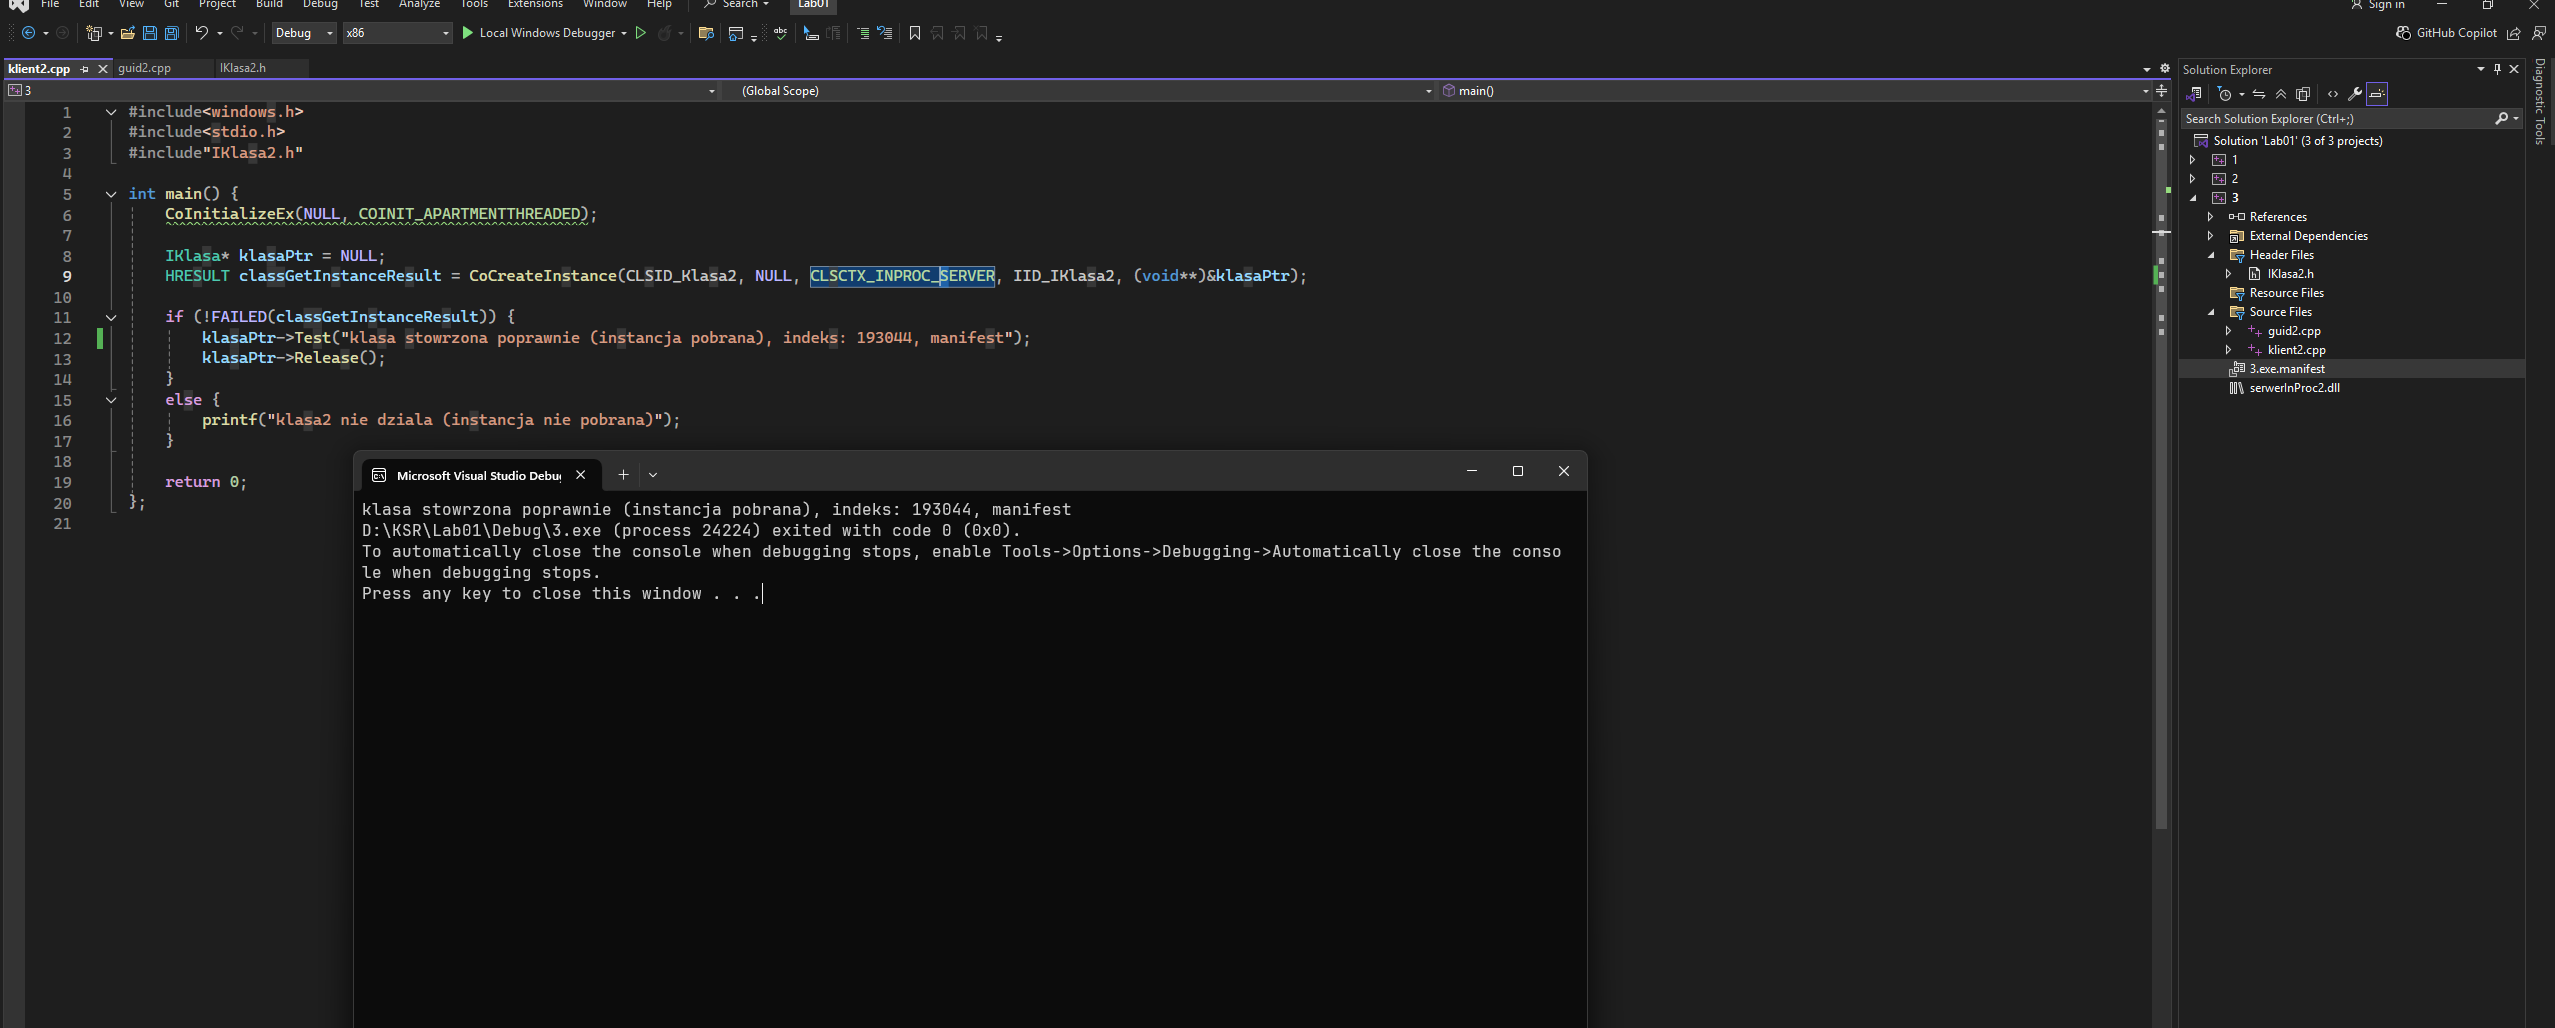 File Edit View Git Project Build Debug Test Analyze Tools Extensions Window Help Search Lab01 Sign in
Debug x86 Local Windows Debugger GitHub Copilot
klient2.cpp guid2.cpp IKlasa2.h
3 (Global Scope) main()
1 #include<windows.h>
2 #include<stdio.h>
3 #include"IKlasa2.h"
4
5 int main() {
6 CoInitializeEx(NULL, COINIT_APARTMENTTHREADED);
7
8 IKlasa* klasaPtr = NULL;
9 HRESULT classGetInstanceResult = CoCreateInstance(CLSID_Klasa2, NULL, CLSCTX_INPROC_SERVER, IID_IKlasa2, (void**)&klasaPtr);
10
11 if (!FAILED(classGetInstanceResult)) {
12 klasaPtr->Test("klasa stowrzona poprawnie (instancja pobrana), indeks: 193044, manifest");
13 klasaPtr->Release();
14 }
15 else {
16 printf("klasa2 nie dziala (instancja nie pobrana)");
17 }
18
19 return 0;
20 };
21
Microsoft Visual Studio Debug
klasa stowrzona poprawnie (instancja pobrana), indeks: 193044, manifest
D:\KSR\Lab01\Debug\3.exe (process 24224) exited with code 0 (0x0).
To automatically close the console when debugging stops, enable Tools->Options->Debugging->Automatically close the conso
le when debugging stops.
Press any key to close this window . . .
Solution Explorer
Search Solution Explorer (Ctrl+;)
Solution 'Lab01' (3 of 3 projects)
1
2
3
References
External Dependencies
Header Files
IKlasa2.h
Resource Files
Source Files
guid2.cpp
klient2.cpp
3.exe.manifest
serwerInProc2.dll
Diagnostic Tools